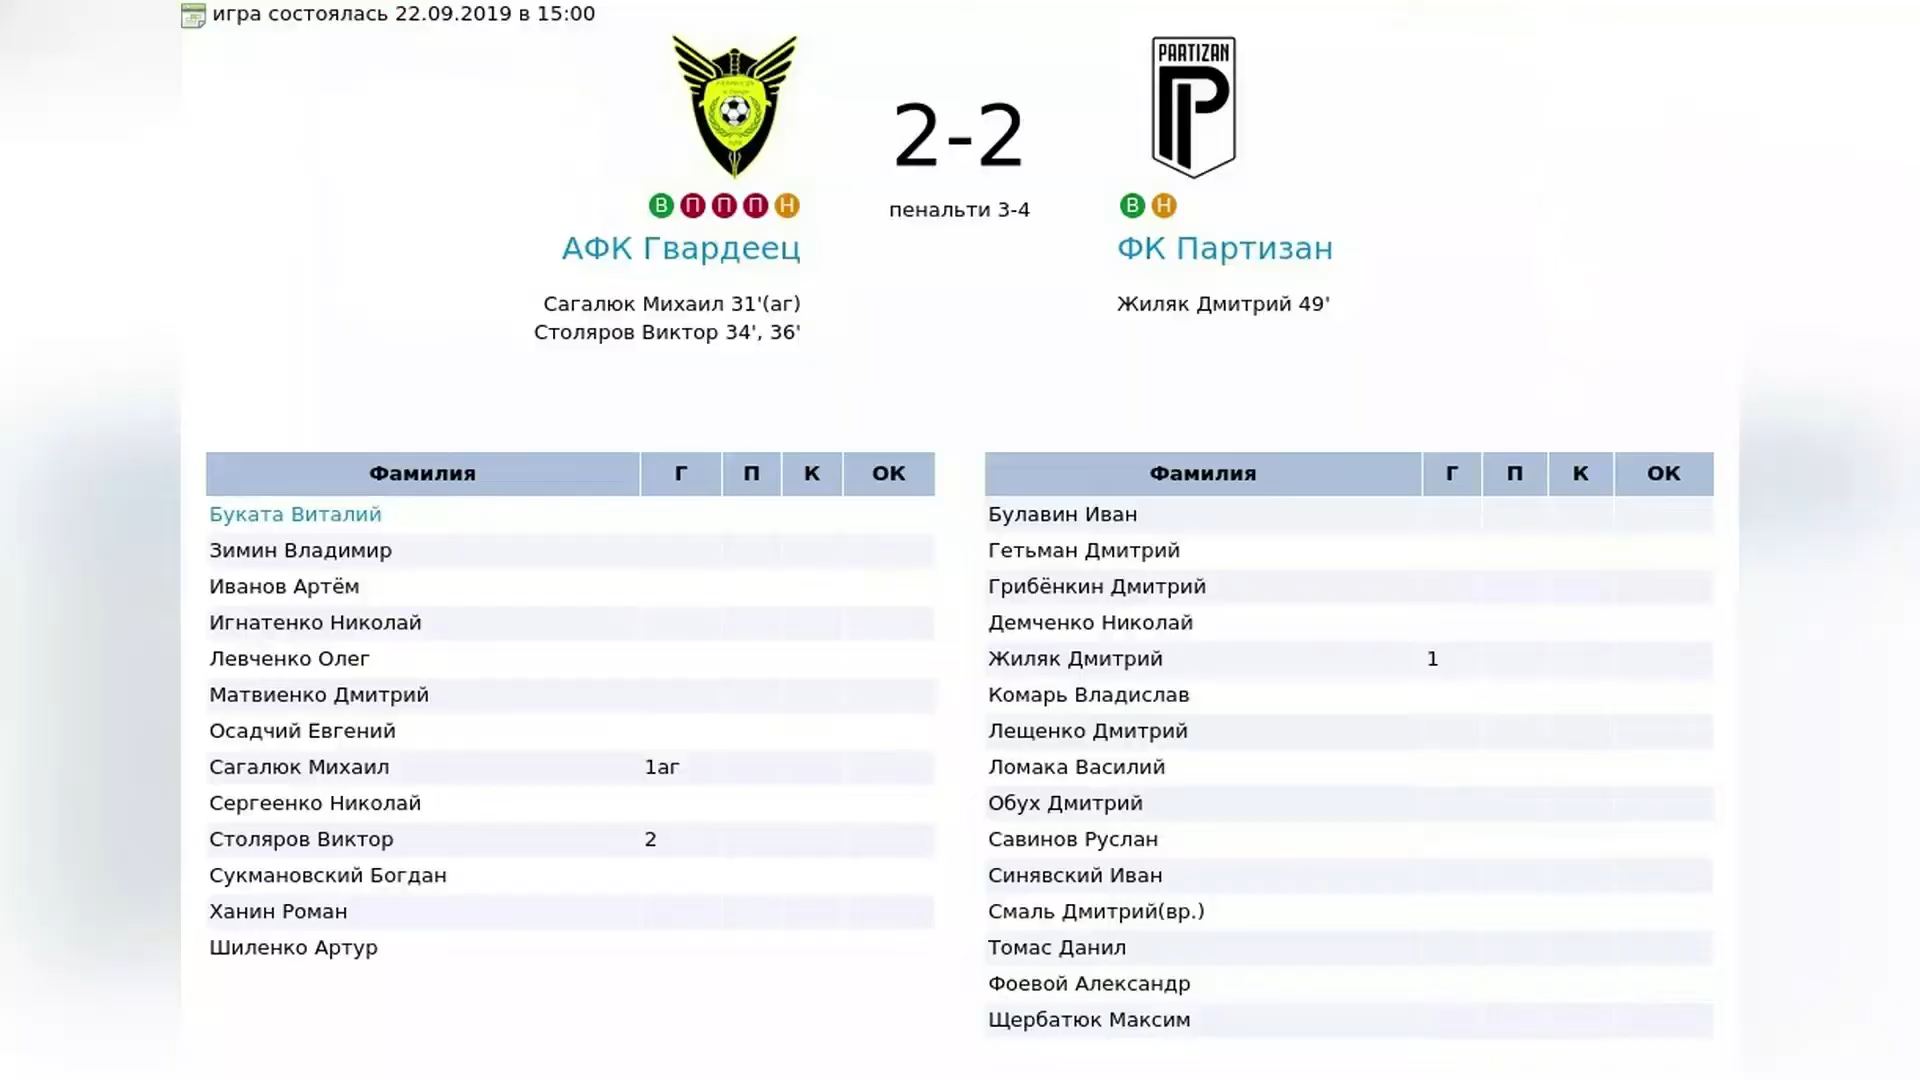 игра состоялась 22.09.2019 в 15:00
PARTIZAN
2-2
В П П П Н
пенальти 3-4
В Н
АФК Гвардеец
ФК Партизан
Сагалюк Михаил 31'(аг)
Столяров Виктор 34', 36'
Жиляк Дмитрий 49'
Фамилия Г П К ОК
Буката Виталий
Зимин Владимир
Иванов Артём
Игнатенко Николай
Левченко Олег
Матвиенко Дмитрий
Осадчий Евгений
Сагалюк Михаил 1аг
Сергеенко Николай
Столяров Виктор 2
Сукмановский Богдан
Ханин Роман
Шиленко Артур
Фамилия Г П К ОК
Булавин Иван
Гетьман Дмитрий
Грибёнкин Дмитрий
Демченко Николай
Жиляк Дмитрий 1
Комарь Владислав
Лещенко Дмитрий
Ломака Василий
Обух Дмитрий
Савинов Руслан
Синявский Иван
Смаль Дмитрий(вр.)
Томас Данил
Фоевой Александр
Щербатюк Максим